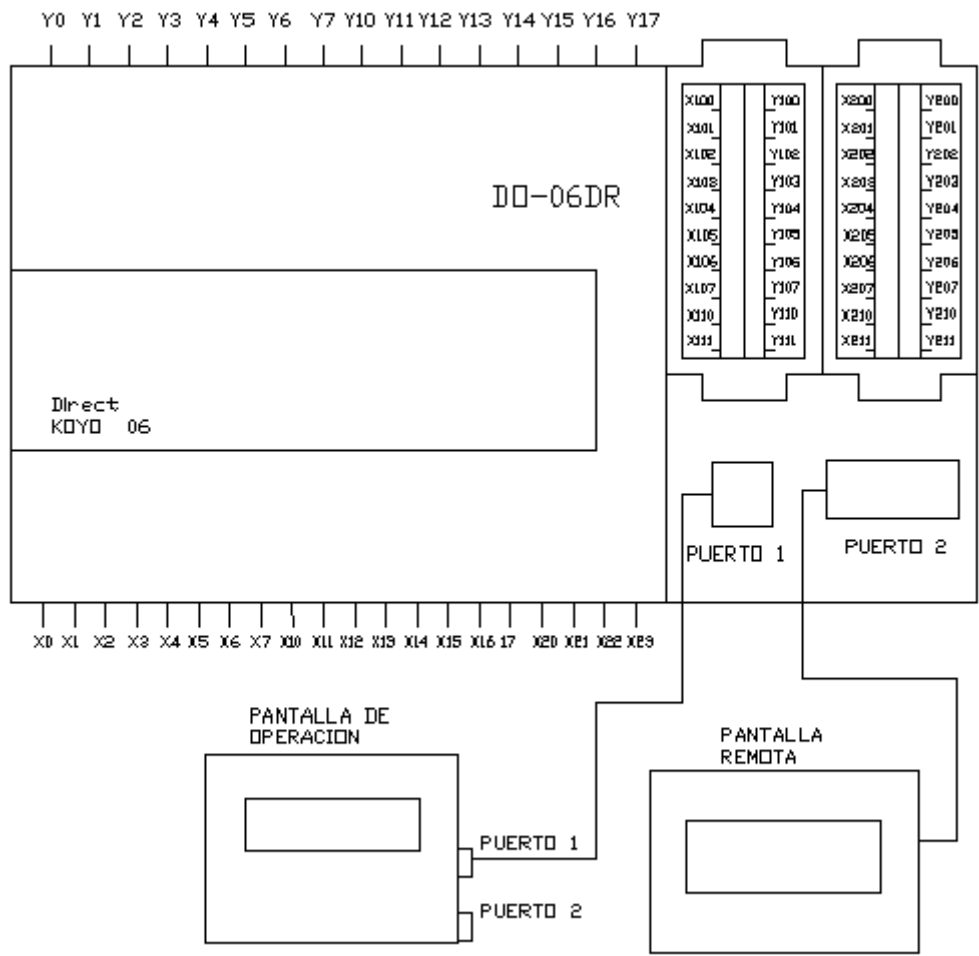 Y0 Y1 Y2 Y3 Y4 Y5 Y6 Y7 Y10 Y11 Y12 Y13 Y14 Y15 Y16 Y17
X100 Y100 X200 Y200
X101 Y101 X201 Y201
X102 Y102 X202 Y202
X103 Y103 X203 Y203
X104 Y104 X204 Y204
X105 Y105 X205 Y205
X106 Y106 X206 Y206
X107 Y107 X207 Y207
X110 Y110 X210 Y210
X111 Y111 X211 Y211
DO-06DR
Direct
KOYO 06
PUERTO 1
PUERTO 2
X0 X1 X2 X3 X4 X5 X6 X7 X10 X11 X12 X13 X14 X15 X16 17 X20 X21 X22 X23
PANTALLA DE
OPERACION
PUERTO 1
PUERTO 2
PANTALLA
REMOTA